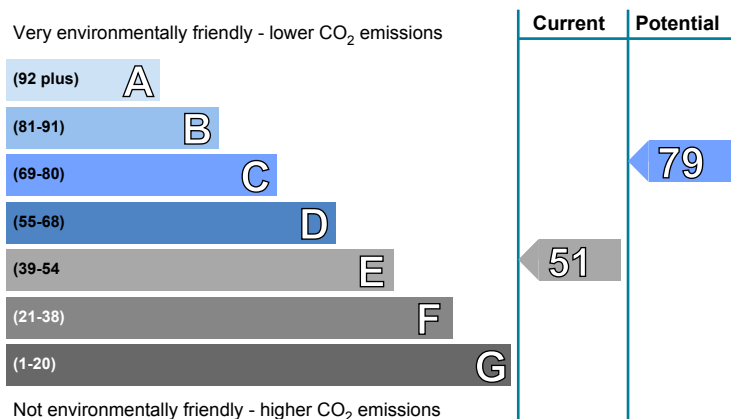 Very environmentally friendly - lower CO2 emissions
Current
Potential
(92 plus) A
(81-91) B
(69-80) C
79
(55-68) D
(39-54 E
51
(21-38) F
(1-20) G
Not environmentally friendly - higher CO2 emissions